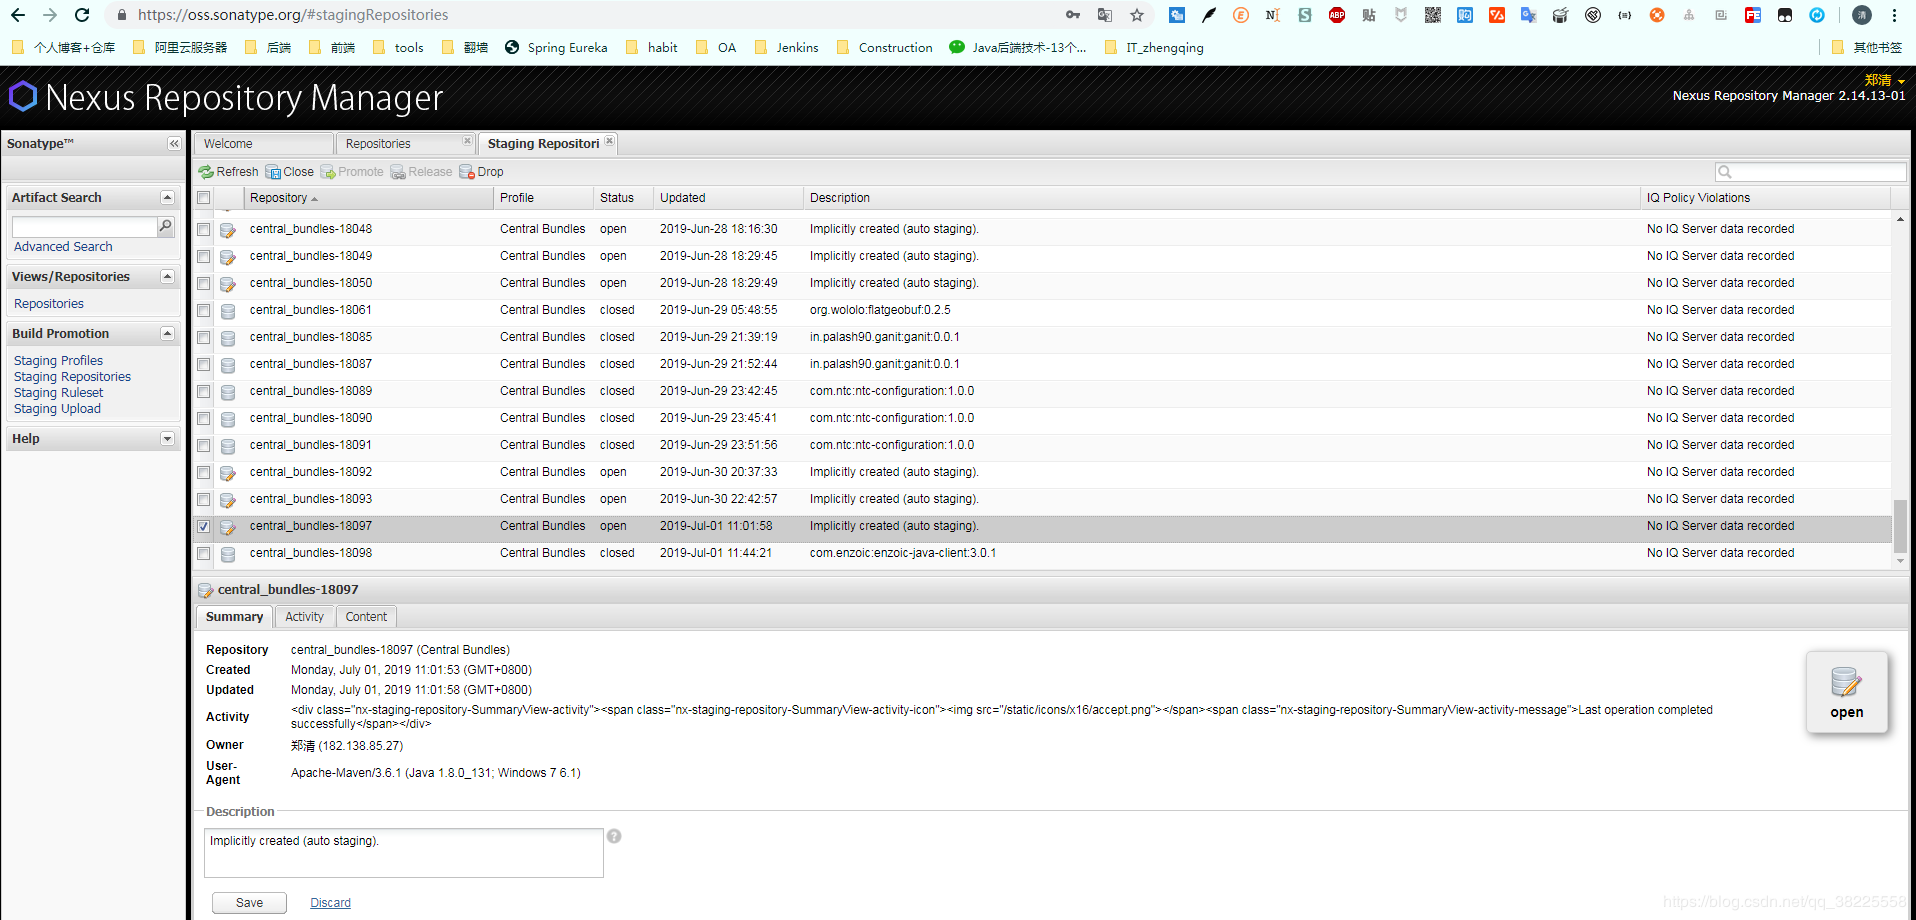 https://oss.sonatype.org/#stagingRepositories
个人博客+仓库 阿里云服务器 后端 前端 tools 翻墙 Spring Eureka habit OA Jenkins Construction Java后端技术-13个... IT_zhengqing 其他书签
Nexus Repository Manager
郑清
Nexus Repository Manager 2.14.13-01
Sonatype™
Artifact Search
Advanced Search
Views/Repositories
Repositories
Build Promotion
Staging Profiles
Staging Repositories
Staging Ruleset
Staging Upload
Help
Welcome Repositories Staging Repositori
Refresh Close Promote Release Drop
Repository Profile Status Updated Description IQ Policy Violations
central_bundles-18048 Central Bundles open 2019-Jun-28 18:16:30 Implicitly created (auto staging). No IQ Server data recorded
central_bundles-18049 Central Bundles open 2019-Jun-28 18:29:45 Implicitly created (auto staging). No IQ Server data recorded
central_bundles-18050 Central Bundles open 2019-Jun-28 18:29:49 Implicitly created (auto staging). No IQ Server data recorded
central_bundles-18061 Central Bundles closed 2019-Jun-29 05:48:55 org.wololo:flatgeobuf:0.2.5 No IQ Server data recorded
central_bundles-18085 Central Bundles closed 2019-Jun-29 21:39:19 in.palash90.ganit:ganit:0.0.1 No IQ Server data recorded
central_bundles-18087 Central Bundles closed 2019-Jun-29 21:52:44 in.palash90.ganit:ganit:0.0.1 No IQ Server data recorded
central_bundles-18089 Central Bundles closed 2019-Jun-29 23:42:45 com.ntc:ntc-configuration:1.0.0 No IQ Server data recorded
central_bundles-18090 Central Bundles closed 2019-Jun-29 23:45:41 com.ntc:ntc-configuration:1.0.0 No IQ Server data recorded
central_bundles-18091 Central Bundles closed 2019-Jun-29 23:51:56 com.ntc:ntc-configuration:1.0.0 No IQ Server data recorded
central_bundles-18092 Central Bundles open 2019-Jun-30 20:37:33 Implicitly created (auto staging). No IQ Server data recorded
central_bundles-18093 Central Bundles open 2019-Jun-30 22:42:57 Implicitly created (auto staging). No IQ Server data recorded
central_bundles-18097 Central Bundles open 2019-Jul-01 11:01:58 Implicitly created (auto staging). No IQ Server data recorded
central_bundles-18098 Central Bundles closed 2019-Jul-01 11:44:21 com.enzoic:enzoic-java-client:3.0.1 No IQ Server data recorded
central_bundles-18097
Summary Activity Content
Repository central_bundles-18097 (Central Bundles)
Created Monday, July 01, 2019 11:01:53 (GMT+0800)
Updated Monday, July 01, 2019 11:01:58 (GMT+0800)
Activity <div class="nx-staging-repository-SummaryView-activity"><span class="nx-staging-repository-SummaryView-activity-icon"><img src="/static/icons/x16/accept.png"></span><span class="nx-staging-repository-SummaryView-activity-message">Last operation completed
successfully</span></div>
Owner 郑清 (182.138.85.27)
User-
Agent Apache-Maven/3.6.1 (Java 1.8.0_131; Windows 7 6.1)
open
Description
Implicitly created (auto staging).
Save Discard
https://blog.csdn.net/qq_38225558